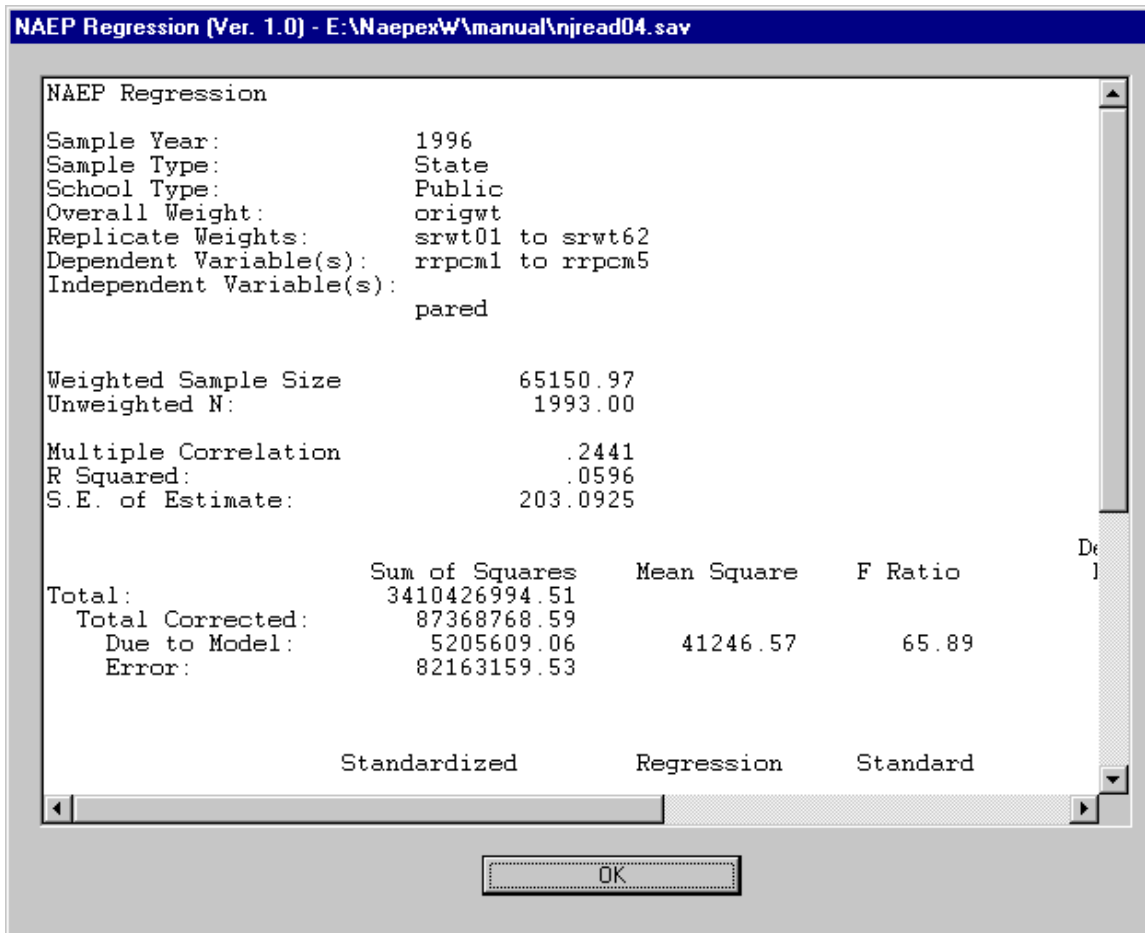 NAEP Regression (Ver. 1.0) - E:\NaepexW\manual\njread04.sav
NAEP Regression
Sample Year: 1996
Sample Type: State
School Type: Public
Overall Weight: origwt
Replicate Weights: srwt01 to srwt62
Dependent Variable(s): rrpcm1 to rrpcm5
Independent Variable(s):
pared
Weighted Sample Size 65150.97
Unweighted N: 1993.00
Multiple Correlation .2441
R Squared: .0596
S.E. of Estimate: 203.0925
Sum of Squares Mean Square F Ratio
Total: 3410426994.51
Total Corrected: 87368768.59
Due to Model: 5205609.06 41246.57 65.89
Error: 82163159.53
Standardized Regression Standard
OK